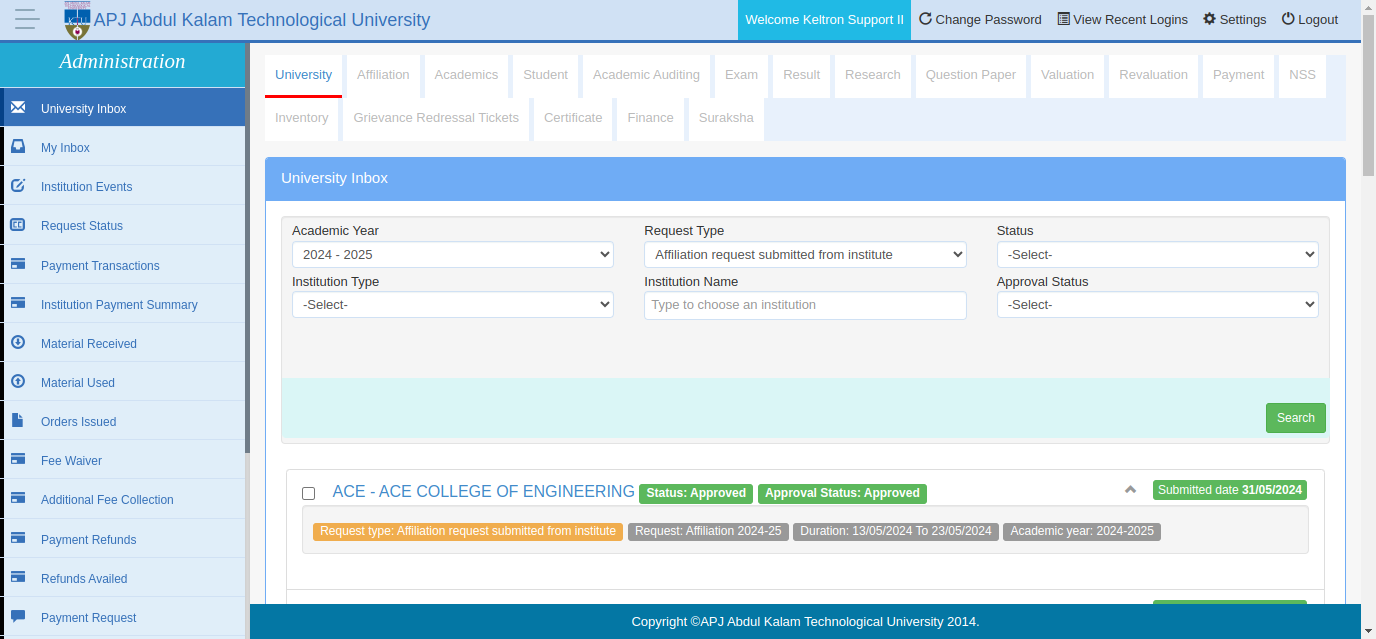 APJ Abdul Kalam Technological University
Welcome Keltron Support II Change Password View Recent Logins Settings Logout
Administration
University Inbox
My Inbox
Institution Events
Request Status
Payment Transactions
Institution Payment Summary
Material Received
Material Used
Orders Issued
Fee Waiver
Additional Fee Collection
Payment Refunds
Refunds Availed
Payment Request
University Affiliation Academics Student Academic Auditing Exam Result Research Question Paper Valuation Revaluation Payment NSS
Inventory Grievance Redressal Tickets Certificate Finance Suraksha
University Inbox
Academic Year Request Type Status
2024 - 2025 Affiliation request submitted from institute -Select-
Institution Type Institution Name Approval Status
-Select- Type to choose an institution -Select-
Search
ACE - ACE COLLEGE OF ENGINEERING Status: Approved Approval Status: Approved Submitted date 31/05/2024
Request type: Affiliation request submitted from institute Request: Affiliation 2024-25 Duration: 13/05/2024 To 23/05/2024 Academic year: 2024-2025
Copyright ©APJ Abdul Kalam Technological University 2014.